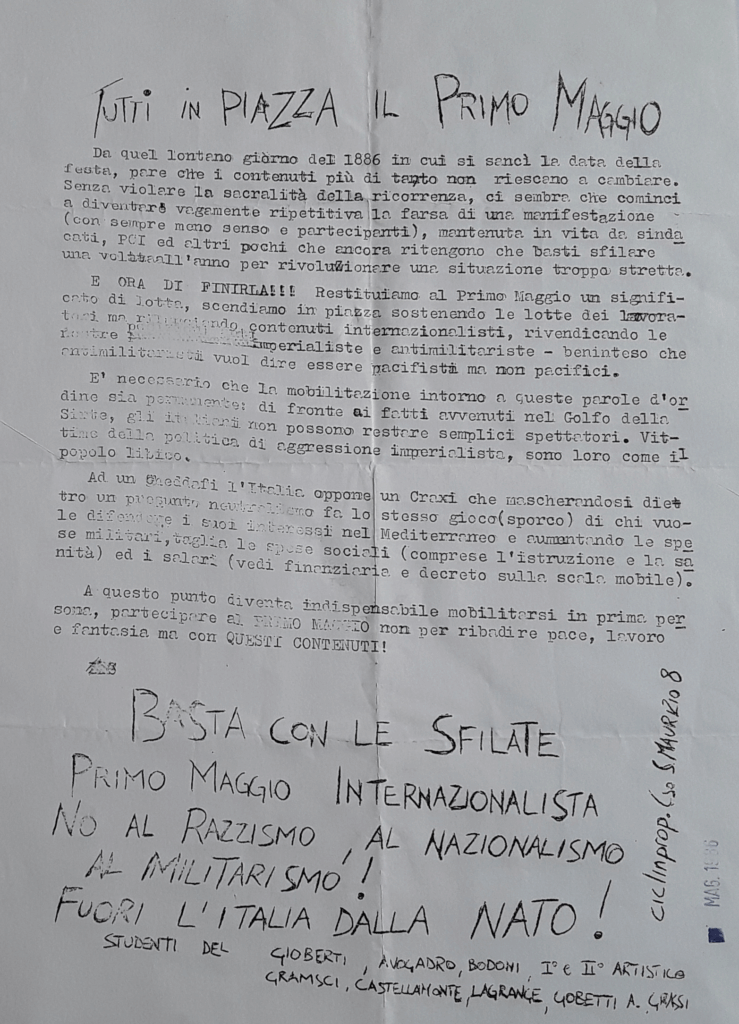 TUTTI IN PIAZZA IL PRIMO MAGGIO
Da quel lontano giorno del 1886 in cui si sancì la data della
festa, pare che i contenuti più di tanto non riescano a cambiare.
Senza violare la sacralità della ricorrenza, ci sembra che cominci
a diventare vagamente ripetitiva la farsa di una manifestazione
(con sempre meno senso e partecipanti), mantenuta in vita da sinda
cati, PCI ed altri pochi che ancora ritengono che basti sfilare
una voltaall'anno per rivoluzionare una situazione troppo stretta.
E ORA DI FINIRLA!!! Restituiamo al Primo Maggio un signifi-
cato di lotta, scendiamo in piazza sostenendo le lotte dei lavora-
tori ma rilanciando contenuti internazionalisti, rivendicando le
nostre imperialiste e antimilitariste - beninteso che
antimilitaristi vuol dire essere pacifisti ma non pacifici.
E' necessario che la mobilitazione intorno a queste parole d'or
dine sia permanente: di fronte ai fatti avvenuti nel Golfo della
Sirte, gli italiani non possono restare semplici spettatori. Vit-
time della politica di aggressione imperialista, sono loro come il
popolo libico.
Ad un Gheddafi l'Italia oppone un Craxi che mascherandosi diet
tro un presunto neutralismo fa lo stesso gioco(sporco) di chi vuo-
le difendere i suoi interessi nel Mediterraneo e aumentando le spe
se militari,taglia le spese sociali (comprese l'istruzione e la sa
nità) ed i salari (vedi finanziaria e decreto sulla scala mobile).
A questo punto diventa indispensabile mobilitarsi in prima per
sona, partecipare al PRIMO MAGGIO non per ribadire pace, lavoro
e fantasia ma con QUESTI CONTENUTI!
BASTA CON LE SFILATE
PRIMO MAGGIO INTERNAZIONALISTA
NO AL RAZZISMO, AL NAZIONALISMO
AL MILITARISMO!
FUORI L'ITALIA DALLA NATO!
STUDENTI DEL GIOBERTI, AVOGADRO, BODONI, I° e II° ARTISTICO
GRAMSCI, CASTELLAMONTE, LAGRANGE, GOBETTI A. GRASSI
cicl.inprop. C.so S MAURIZIO 8
MAG. 1986